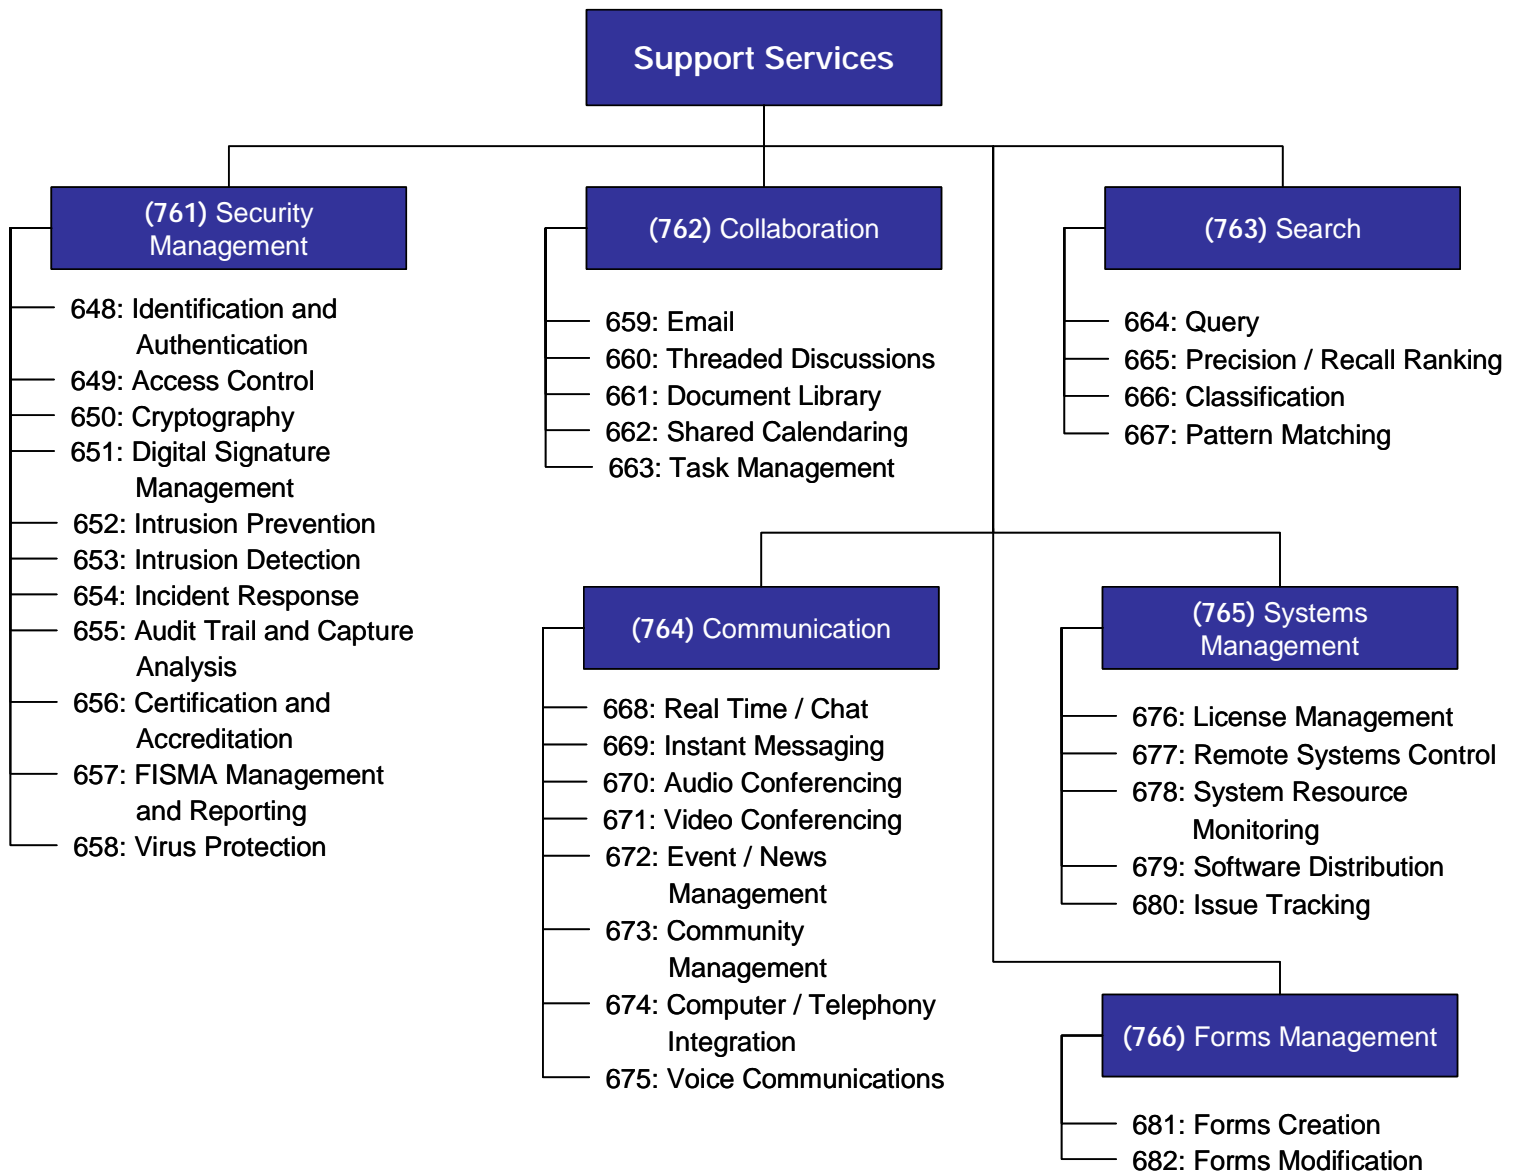 Support Services
(761) Security
Management
648: Identification and
Authentication
649: Access Control
650: Cryptography
651: Digital Signature
Management
652: Intrusion Prevention
653: Intrusion Detection
654: Incident Response
655: Audit Trail and Capture
Analysis
656: Certification and
Accreditation
657: FISMA Management
and Reporting
658: Virus Protection
(762) Collaboration
659: Email
660: Threaded Discussions
661: Document Library
662: Shared Calendaring
663: Task Management
(763) Search
664: Query
665: Precision / Recall Ranking
666: Classification
667: Pattern Matching
(764) Communication
668: Real Time / Chat
669: Instant Messaging
670: Audio Conferencing
671: Video Conferencing
672: Event / News
Management
673: Community
Management
674: Computer / Telephony
Integration
675: Voice Communications
(765) Systems
Management
676: License Management
677: Remote Systems Control
678: System Resource
Monitoring
679: Software Distribution
680: Issue Tracking
(766) Forms Management
681: Forms Creation
682: Forms Modification